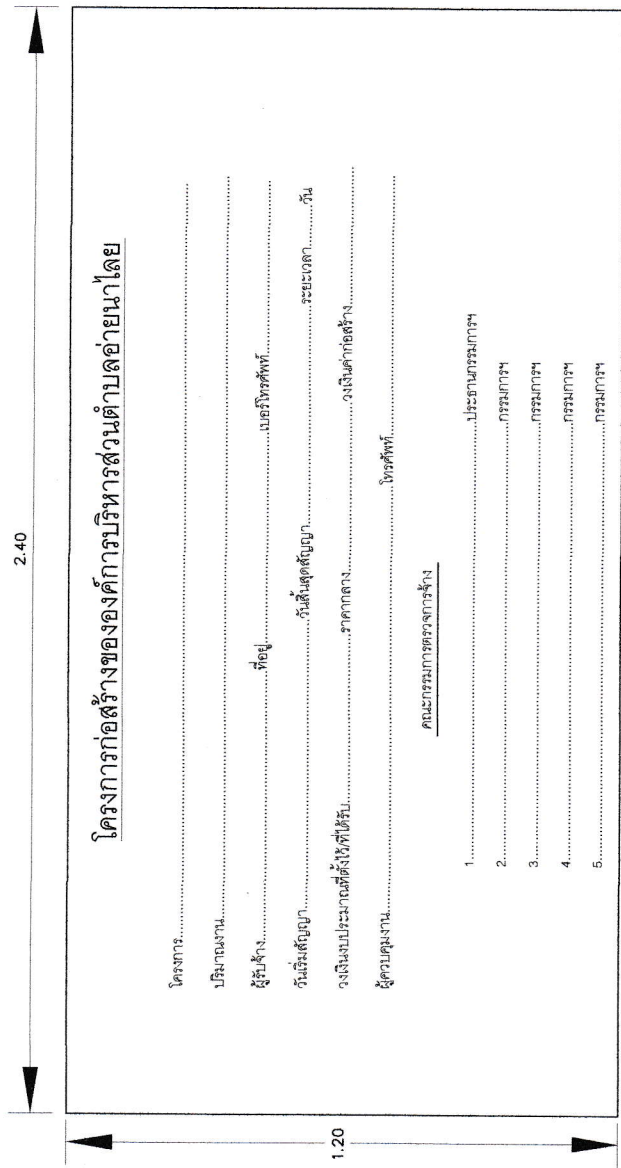 2.40
1.20
โครงการก่อสร้างขององค์การบริหารส่วนตำบลอ่ายนาไลย
โครงการ................................................................................
ปริมาณงาน................................................................................
ผู้รับจ้าง........................................ที่อยู่........................................เบอร์โทรศัพท์........................................
วันเริ่มสัญญา........................................วันสิ้นสุดสัญญา........................................ระยะเวลา..........วัน
วงเงินงบประมาณที่ตั้งไว้/ที่ได้รับ..............................ราคากลาง..............................วงเงินค่าก่อสร้าง..............................
ผู้ควบคุมงาน............................................................โทรศัพท์............................................................
คณะกรรมการตรวจการจ้าง
1............................................................ประธานกรรมการฯ
2............................................................กรรมการฯ
3............................................................กรรมการฯ
4............................................................กรรมการฯ
5............................................................กรรมการฯ